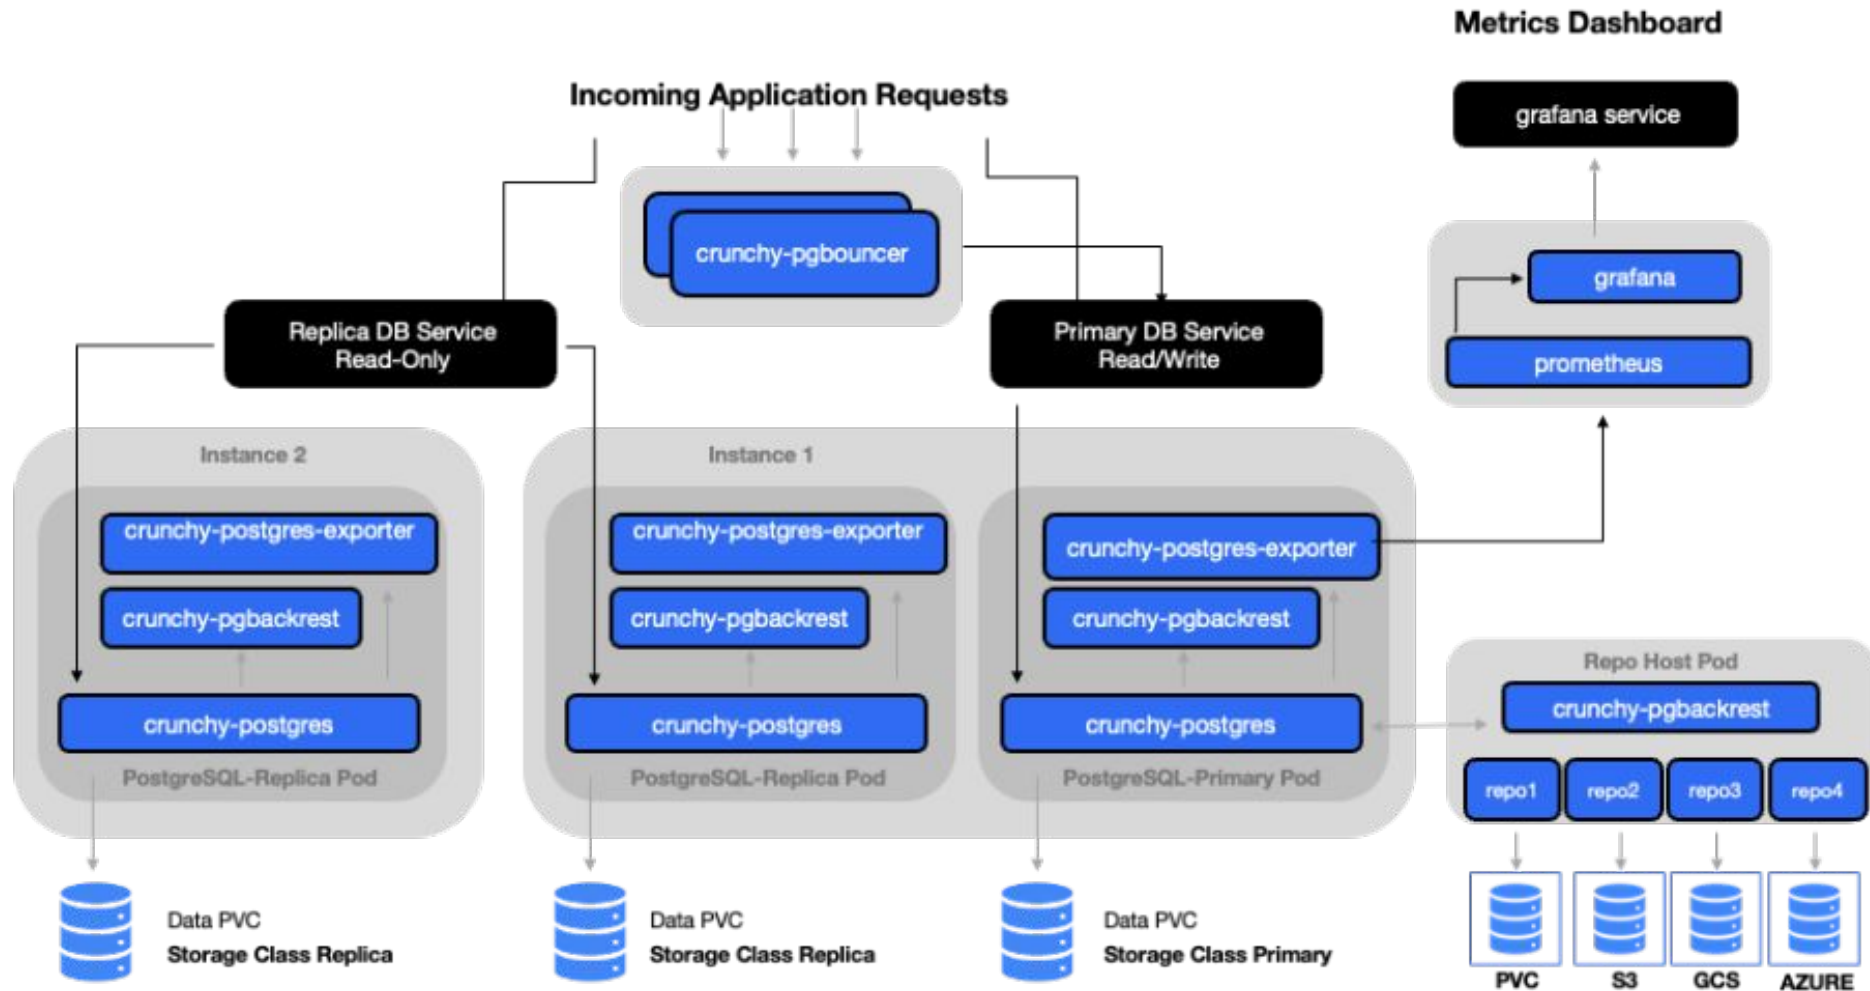 Metrics Dashboard
Incoming Application Requests
grafana service
crunchy-pgbouncer
grafana
Replica DB Service
Read-Only
Primary DB Service
Read/Write
prometheus
Instance 2
Instance 1
crunchy-postgres-exporter
crunchy-postgres-exporter
crunchy-postgres-exporter
crunchy-pgbackrest
crunchy-pgbackrest
crunchy-pgbackrest
Repo Host Pod
crunchy-pgbackrest
crunchy-postgres
crunchy-postgres
crunchy-postgres
PostgreSQL-Replica Pod
PostgreSQL-Replica Pod
PostgreSQL-Primary Pod
repo1
repo2
repo3
repo4
Data PVC
Storage Class Replica
Data PVC
Storage Class Replica
Data PVC
Storage Class Primary
PVC
S3
GCS
AZURE